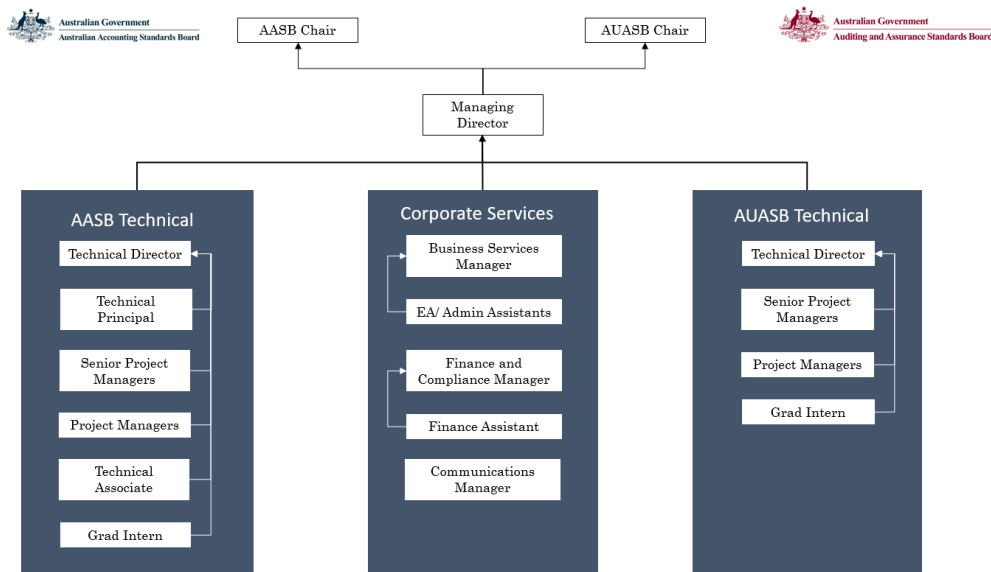 Australian Government
Australian Accounting Standards Board
AASB Chair
AUASB Chair
Australian Government
Auditing and Assurance Standards Board
Managing
Director
AASB Technical
Technical Director
Technical
Principal
Senior Project
Managers
Project Managers
Technical
Associate
Grad Intern
Corporate Services
Business Services
Manager
EA/ Admin Assistants
Finance and
Compliance Manager
Finance Assistant
Communications
Manager
AUASB Technical
Technical Director
Senior Project
Managers
Project Managers
Grad Intern